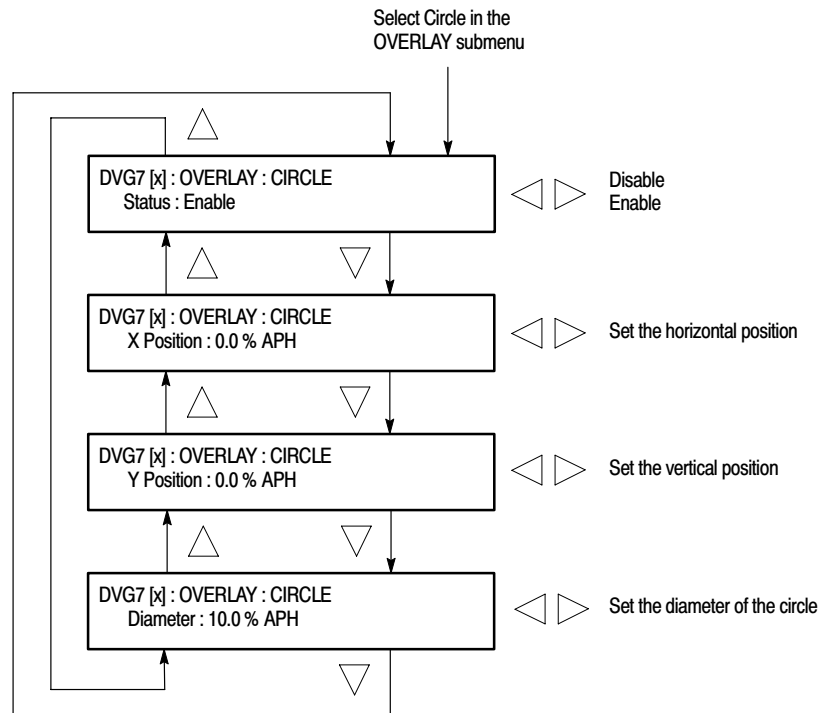 Select Circle in the
OVERLAY submenu
DVG7 [x] : OVERLAY : CIRCLE
Status : Enable
Disable
Enable
DVG7 [x] : OVERLAY : CIRCLE
X Position : 0.0 % APH
Set the horizontal position
DVG7 [x] : OVERLAY : CIRCLE
Y Position : 0.0 % APH
Set the vertical position
DVG7 [x] : OVERLAY : CIRCLE
Diameter : 10.0 % APH
Set the diameter of the circle